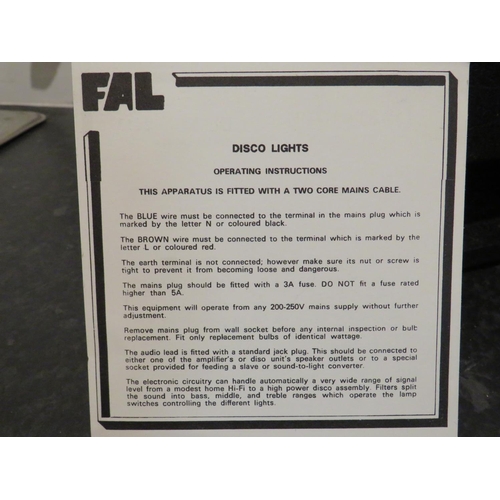 FAL
DISCO LIGHTS
OPERATING INSTRUCTIONS
THIS APPARATUS IS FITTED WITH A TWO CORE MAINS CABLE.
The BLUE wire must be connected to the terminal in the mains plug which is
marked by the letter N or coloured black.
The BROWN wire must be connected to the terminal which is marked by the
letter L or coloured red.
The earth terminal is not connected; however make sure its nut or screw is
tight to prevent it from becoming loose and dangerous.
The mains plug should be fitted with a 3A fuse. DO NOT fit a fuse rated
higher than 5A.
This equipment will operate from any 200-250V mains supply without further
adjustment.
Remove mains plug from wall socket before any internal inspection or bulb
replacement. Fit only replacement bulbs of identical wattage.
The audio lead is fitted with a standard jack plug. This should be connected to
either one of the amplifier's or diso unit's speaker outlets or to a special
socket provided for feeding a slave or sound-to-light converter.
The electronic circuitry can handle automatically a very wide range of signal
level from a modest home Hi-Fi to a high power disco assembly. Filters split
the sound into bass, middle, and treble ranges which operate the lamp
switches controlling the different lights.